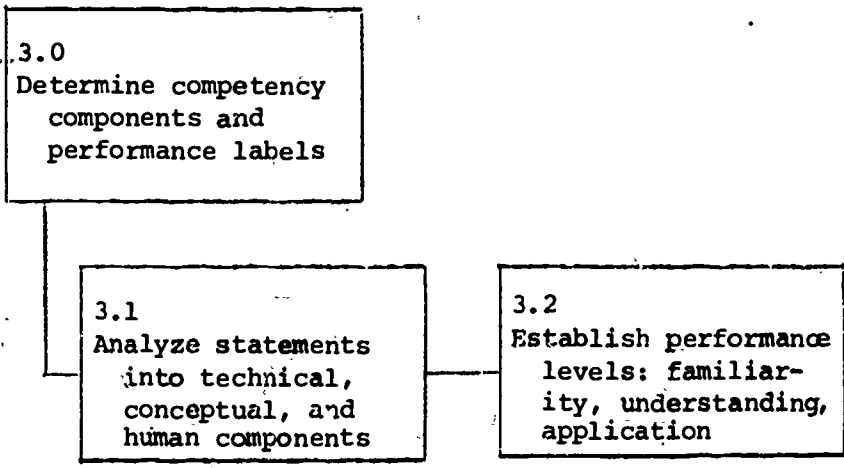 3.0
Determine competency
components and
performance labels
3.1
Analyze statements
into technical,
conceptual, and
human components
3.2
Establish performance
levels: familiar-
ity, understanding,
application